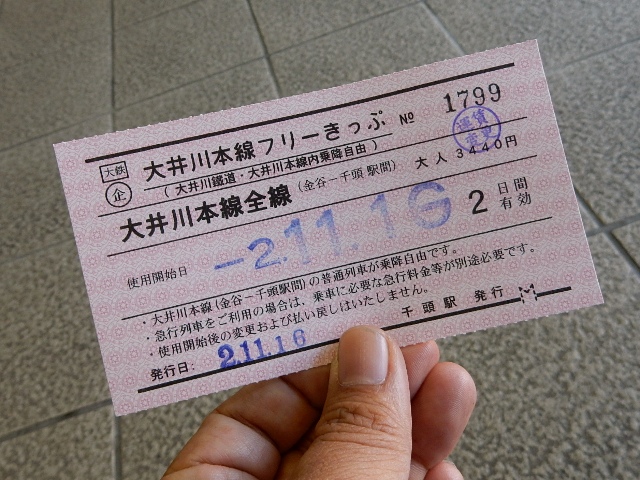 大鉄
企
大井川本線フリーきっぷ № 1799
(大井川鐵道・大井川本線内乗降自由)
運賃変更
大井川本線全線 (金谷−千頭 駅間) 大人 3440円
使用開始日 −2.11.16 2日間有効
・大井川本線(金谷−千頭駅間)の普通列車が乗降自由です。
・急行列車をご利用の場合は、乗車に必要な急行料金等が別途必要です。
・使用開始後の変更および払い戻しはいたしません。
発行日: 2.11.16 千頭駅 発行